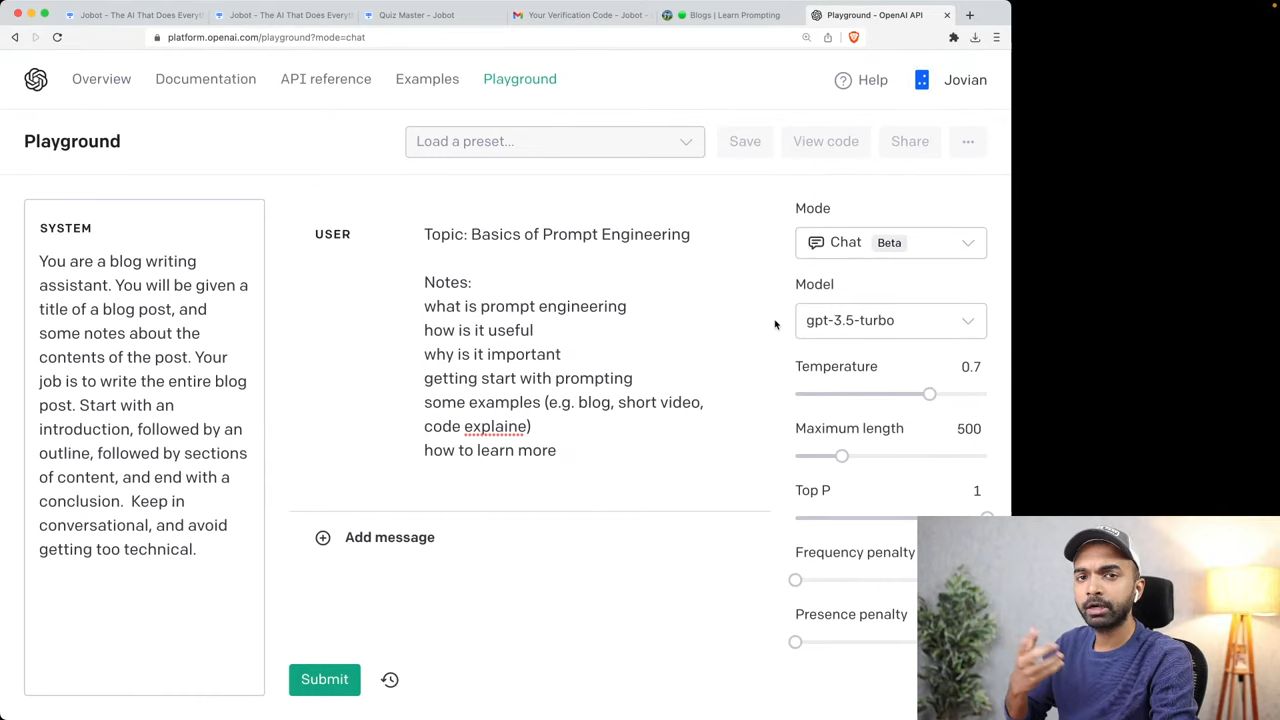 Jobot - The AI That Does Everyt
Jobot - The AI That Does Everyt
Quiz Master - Jobot
Your Verification Code - Jobot -
Blogs | Learn Prompting
Playground - OpenAI API
platform.openai.com/playground?mode=chat
Overview
Documentation
API reference
Examples
Playground
Help
Jovian
Playground
Load a preset...
Save
View code
Share
SYSTEM
You are a blog writing
assistant. You will be given a
title of a blog post, and
some notes about the
contents of the post. Your
job is to write the entire blog
post. Start with an
introduction, followed by an
outline, followed by sections
of content, and end with a
conclusion. Keep in
conversational, and avoid
getting too technical.
USER
Topic: Basics of Prompt Engineering
Notes:
what is prompt engineering
how is it useful
why is it important
getting start with prompting
some examples (e.g. blog, short video,
code explaine)
how to learn more
Add message
Submit
Mode
Chat Beta
Model
gpt-3.5-turbo
Temperature 0.7
Maximum length 500
Top P 1
Frequency penalty
Presence penalty